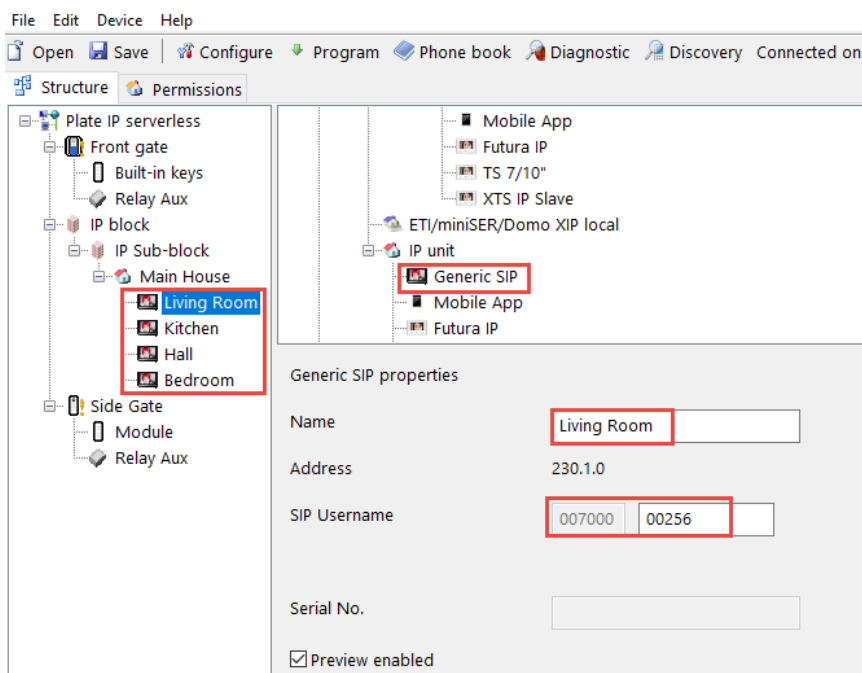 File Edit Device Help
Open Save Configure Program Phone book Diagnostic Discovery Connected on
Structure Permissions
Plate IP serverless
Front gate
Built-in keys
Relay Aux
IP block
IP Sub-block
Main House
Living Room
Kitchen
Hall
Bedroom
Side Gate
Module
Relay Aux
Mobile App
Futura IP
TS 7/10"
XTS IP Slave
ETI/miniSER/Domo XIP local
IP unit
Generic SIP
Mobile App
Futura IP
Generic SIP properties
Name Living Room
Address 230.1.0
SIP Username 007000 00256
Serial No.
Preview enabled